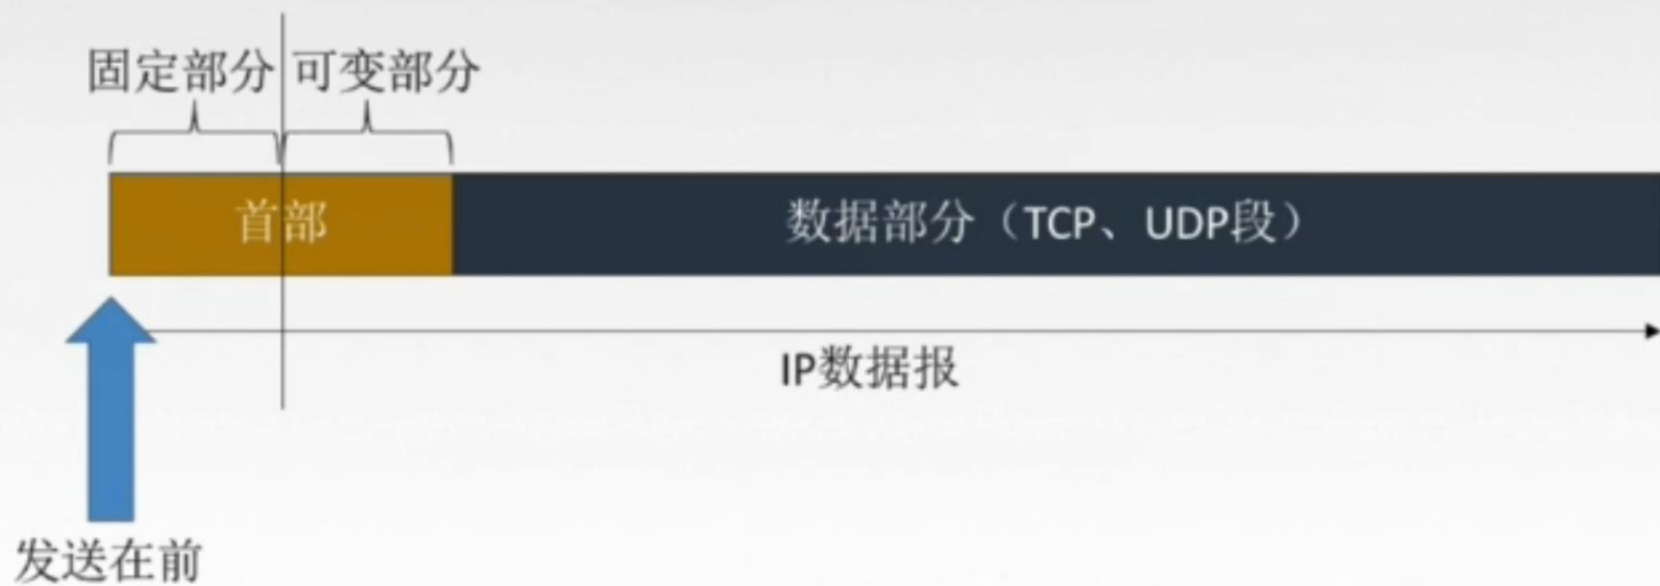 固定部分 可变部分
首部
数据部分（TCP、UDP段）
IP数据报
发送在前